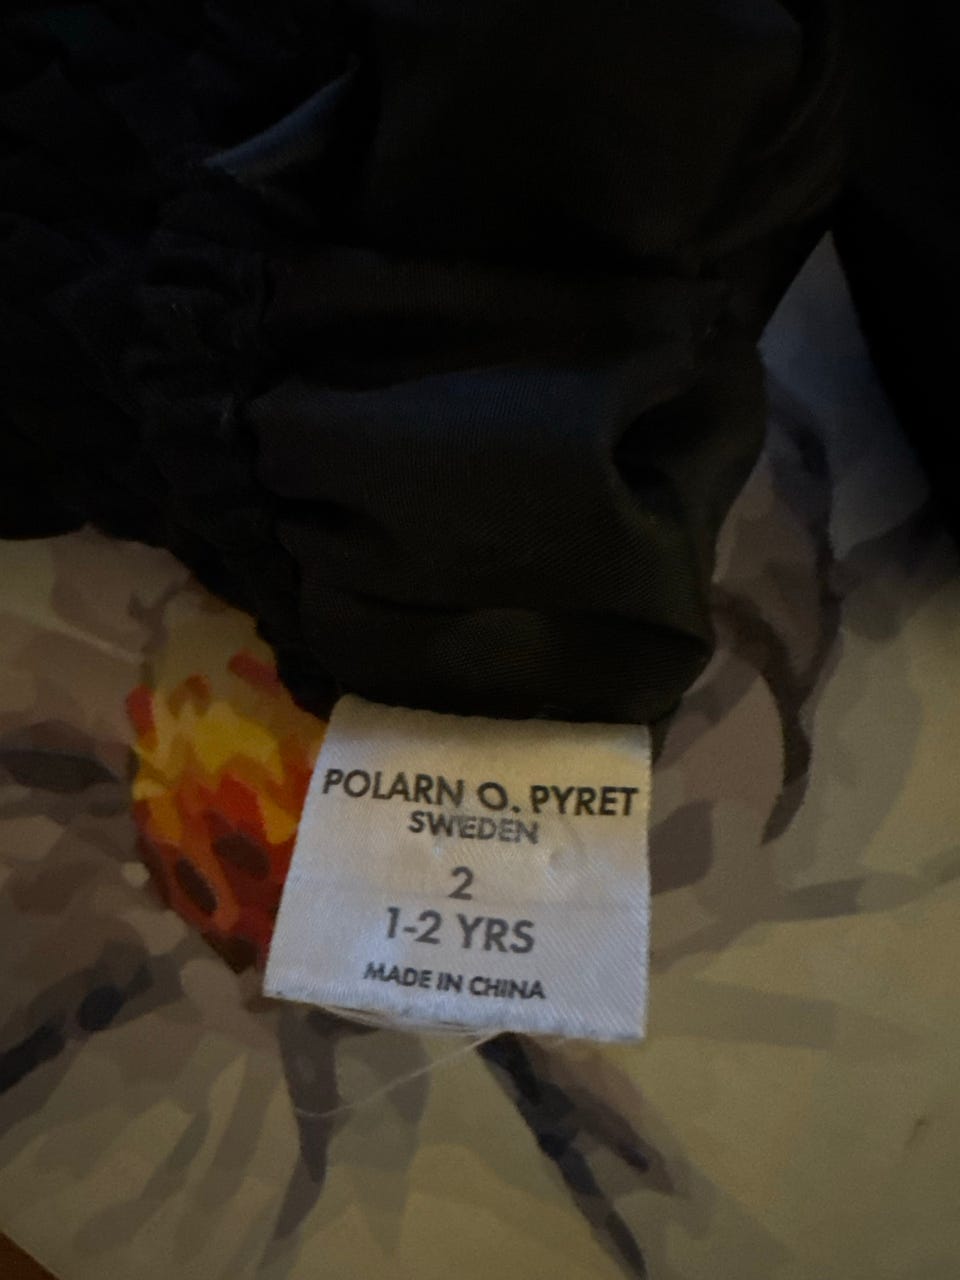 POLARN O. PYRET
SWEDEN
2
1-2 YRS
MADE IN CHINA